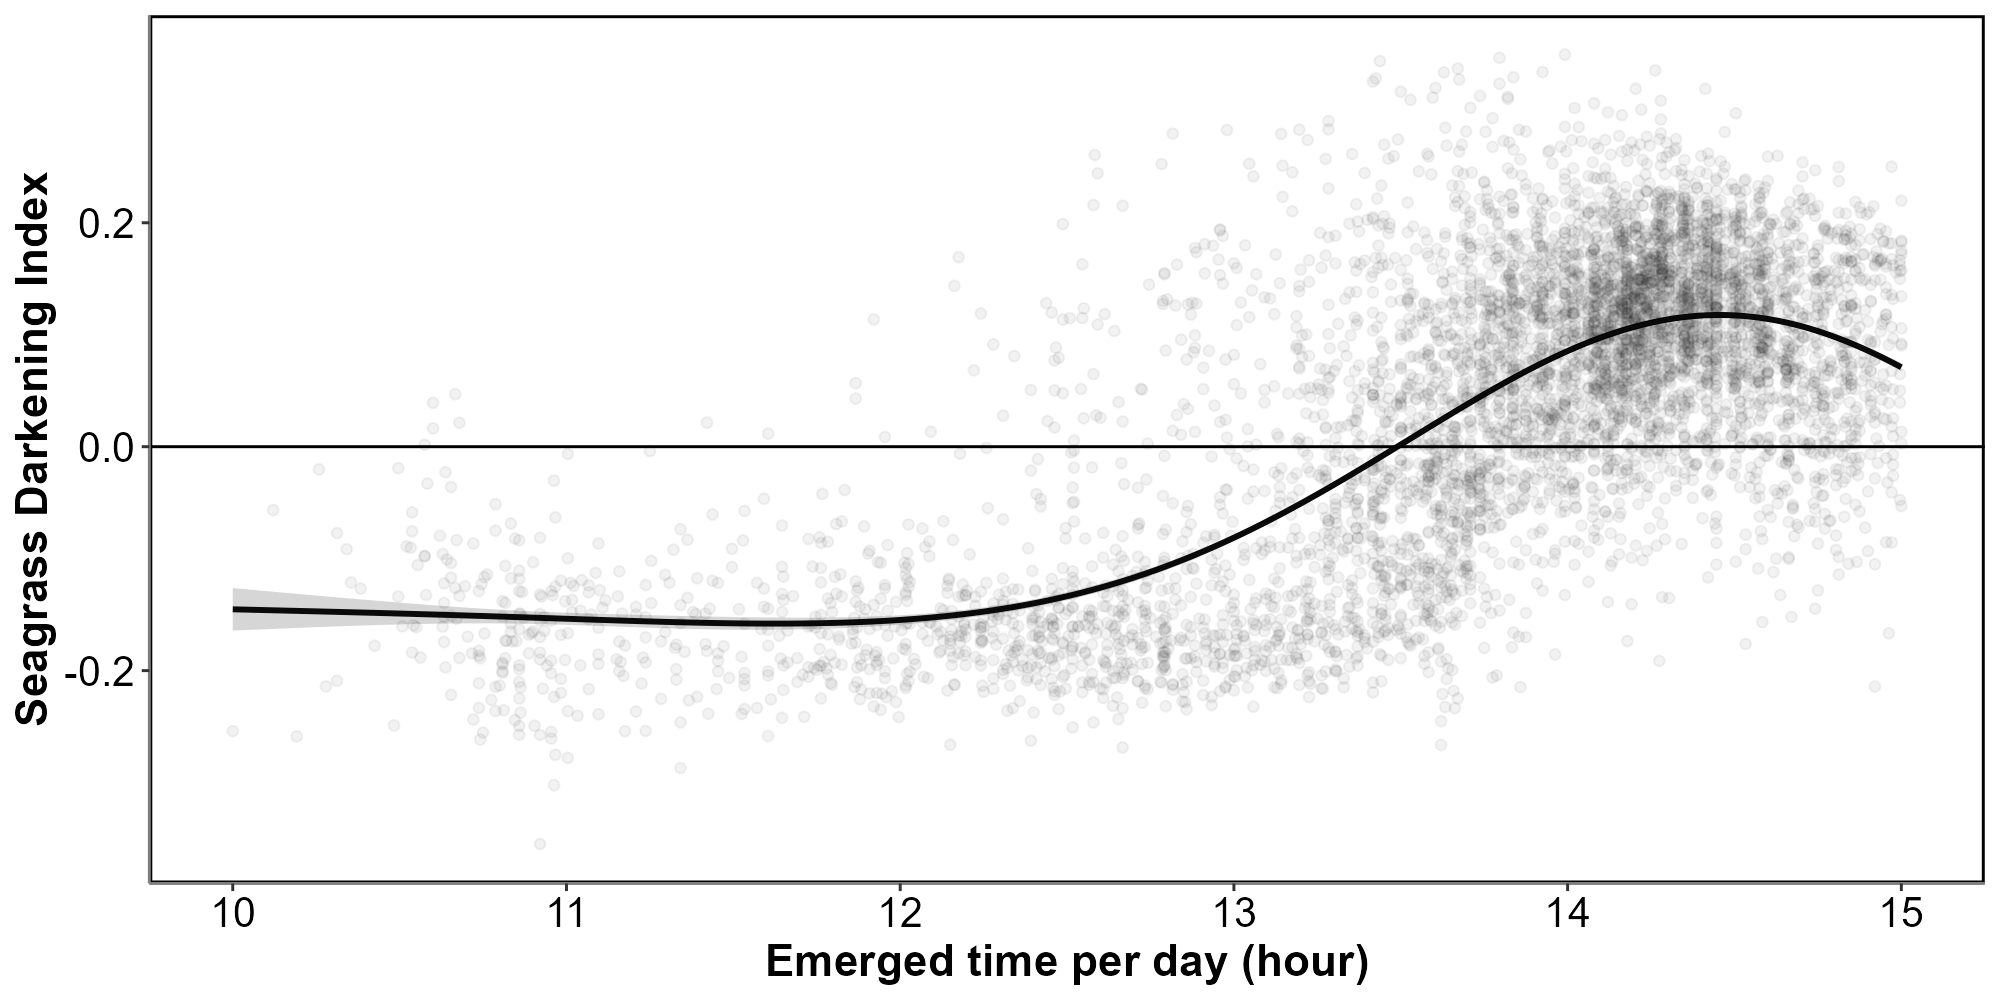 Seagrass Darkening Index
0.2
0.0
-0.2
10 11 12 13 14 15
Emerged time per day (hour)